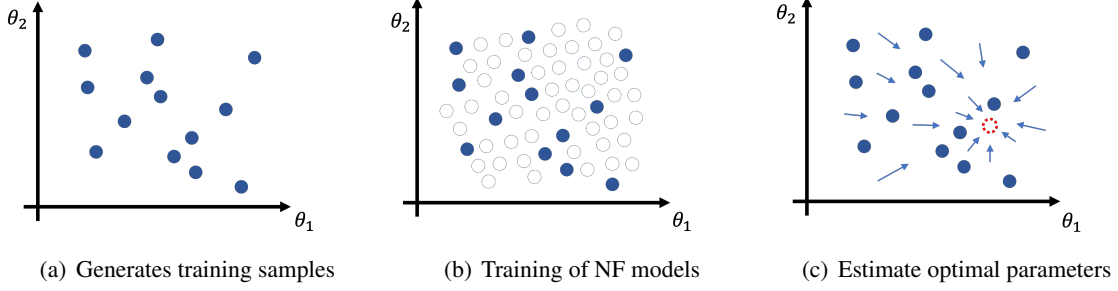 θ2
θ1
(a) Generates training samples
θ2
θ1
(b) Training of NF models
θ2
θ1
(c) Estimate optimal parameters